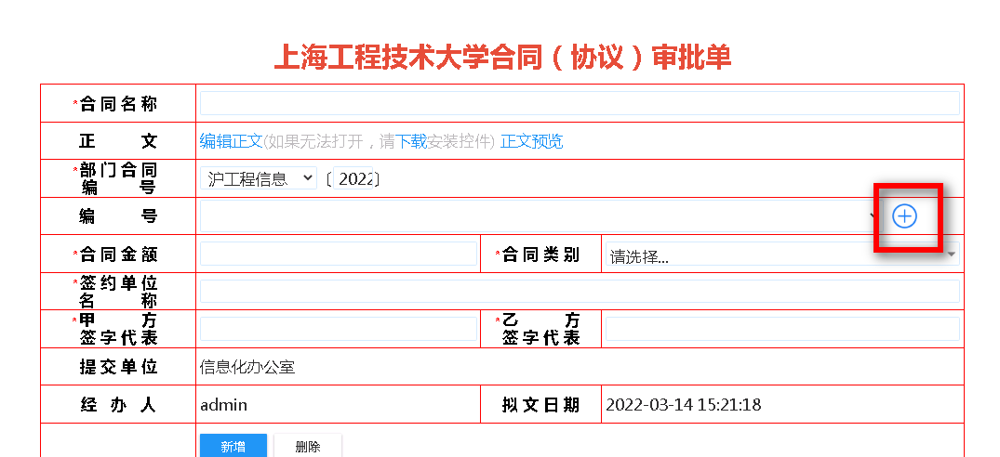 上海工程技术大学合同（协议）审批单
*合同名称
正文 编辑正文(如果无法打开，请下载安装控件) 正文预览
*部门合同编号 沪工程信息 〔2022〕
编号
*合同金额 *合同类别 请选择...
*签约单位名称
*甲方签字代表 *乙方签字代表
提交单位 信息化办公室
经办人 admin 拟文日期 2022-03-14 15:21:18
新增 删除